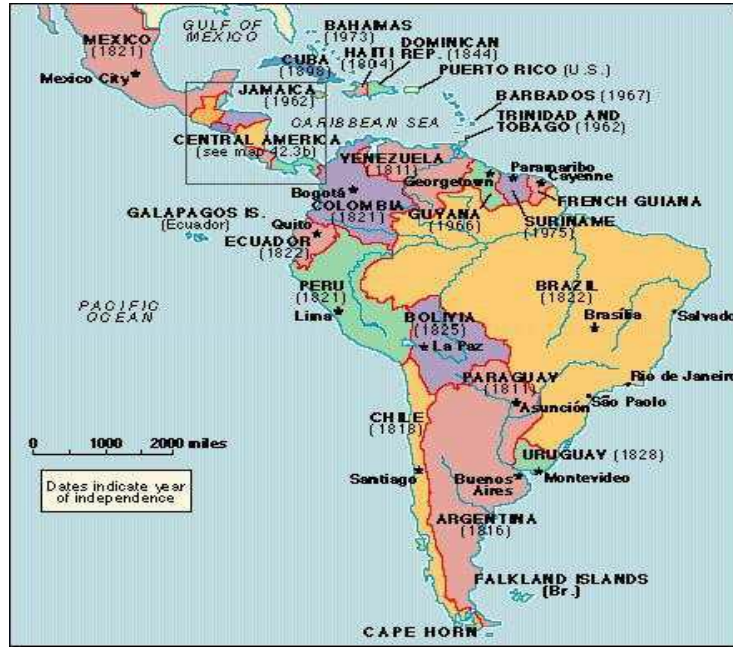 GULF OF
MEXICO
BAHAMAS
(1973)
MEXICO
(1821)
Mexico City
CUBA
(1898)
HAITI
(1804)
DOMINICAN
REP. (1844)
PUERTO RICO (U.S.)
JAMAICA
(1962)
BARBADOS (1967)
CARIBBEAN SEA
TRINIDAD AND
TOBAGO (1962)
CENTRAL AMERICA
(see map 42.3b)
VENEZUELA
(1811)
Paramaribo
Georgetown
Cayenne
Bogotá
COLOMBIA
(1821)
FRENCH GUIANA
GUYANA
(1966)
SURINAME
(1975)
GALAPAGOS IS.
(Ecuador)
Quito
ECUADOR
(1822)
PERU
(1821)
Lima
BRAZIL
(1822)
Brasília
Salvado
PACIFIC
OCEAN
BOLIVIA
(1825)
La Paz
PARAGUAY
(1811)
Asunción
Rio de Janeiro
São Paolo
CHILE
(1818)
0 1000 2000 miles
URUGUAY (1828)
Santiago
Buenos
Aires
Montevideo
Dates indicate year
of independence
ARGENTINA
(1816)
FALKLAND ISLANDS
(Br.)
CAPE HORN